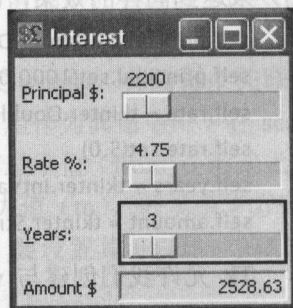 Interest
2200
Principal $:
4.75
Rate %:
3
Years:
Amount $ 2528.63